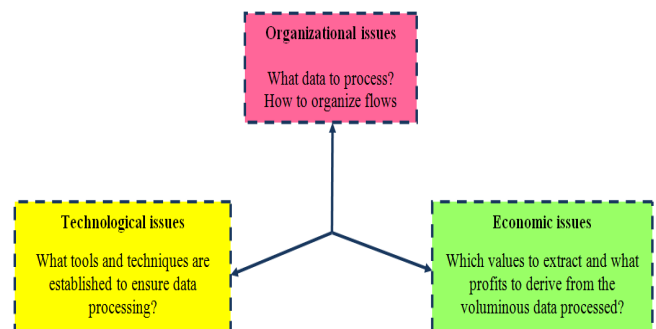 Organizational issues
What data to process?
How to organize flows
Technological issues
What tools and techniques are
established to ensure data
processing?
Economic issues
Which values to extract and what
profits to derive from the
voluminous data processed?